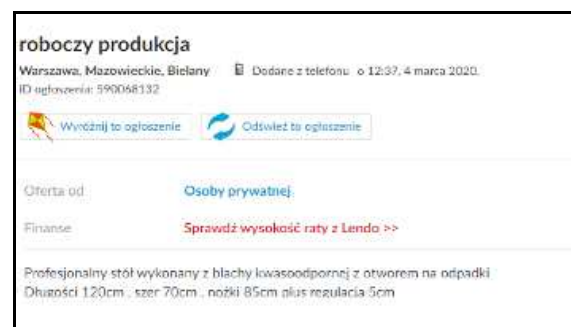 roboczy produkcja
Warszawa, Mazowieckie, Bielany Dodane z telefonu o 12:37, 4 marca 2020,
ID ogłoszenia: 590068132
Wyróżnij to ogłoszenie Odśwież to ogłoszenie
Oferta od Osoby prywatnej
Finanse Sprawdź wysokość raty z Lendo >>
Profesjonalny stół wykonany z blachy kwasoodpornej z otworem na odpadki
Długości 120cm , szer 70cm , nożki 85cm plus regulacja 5cm